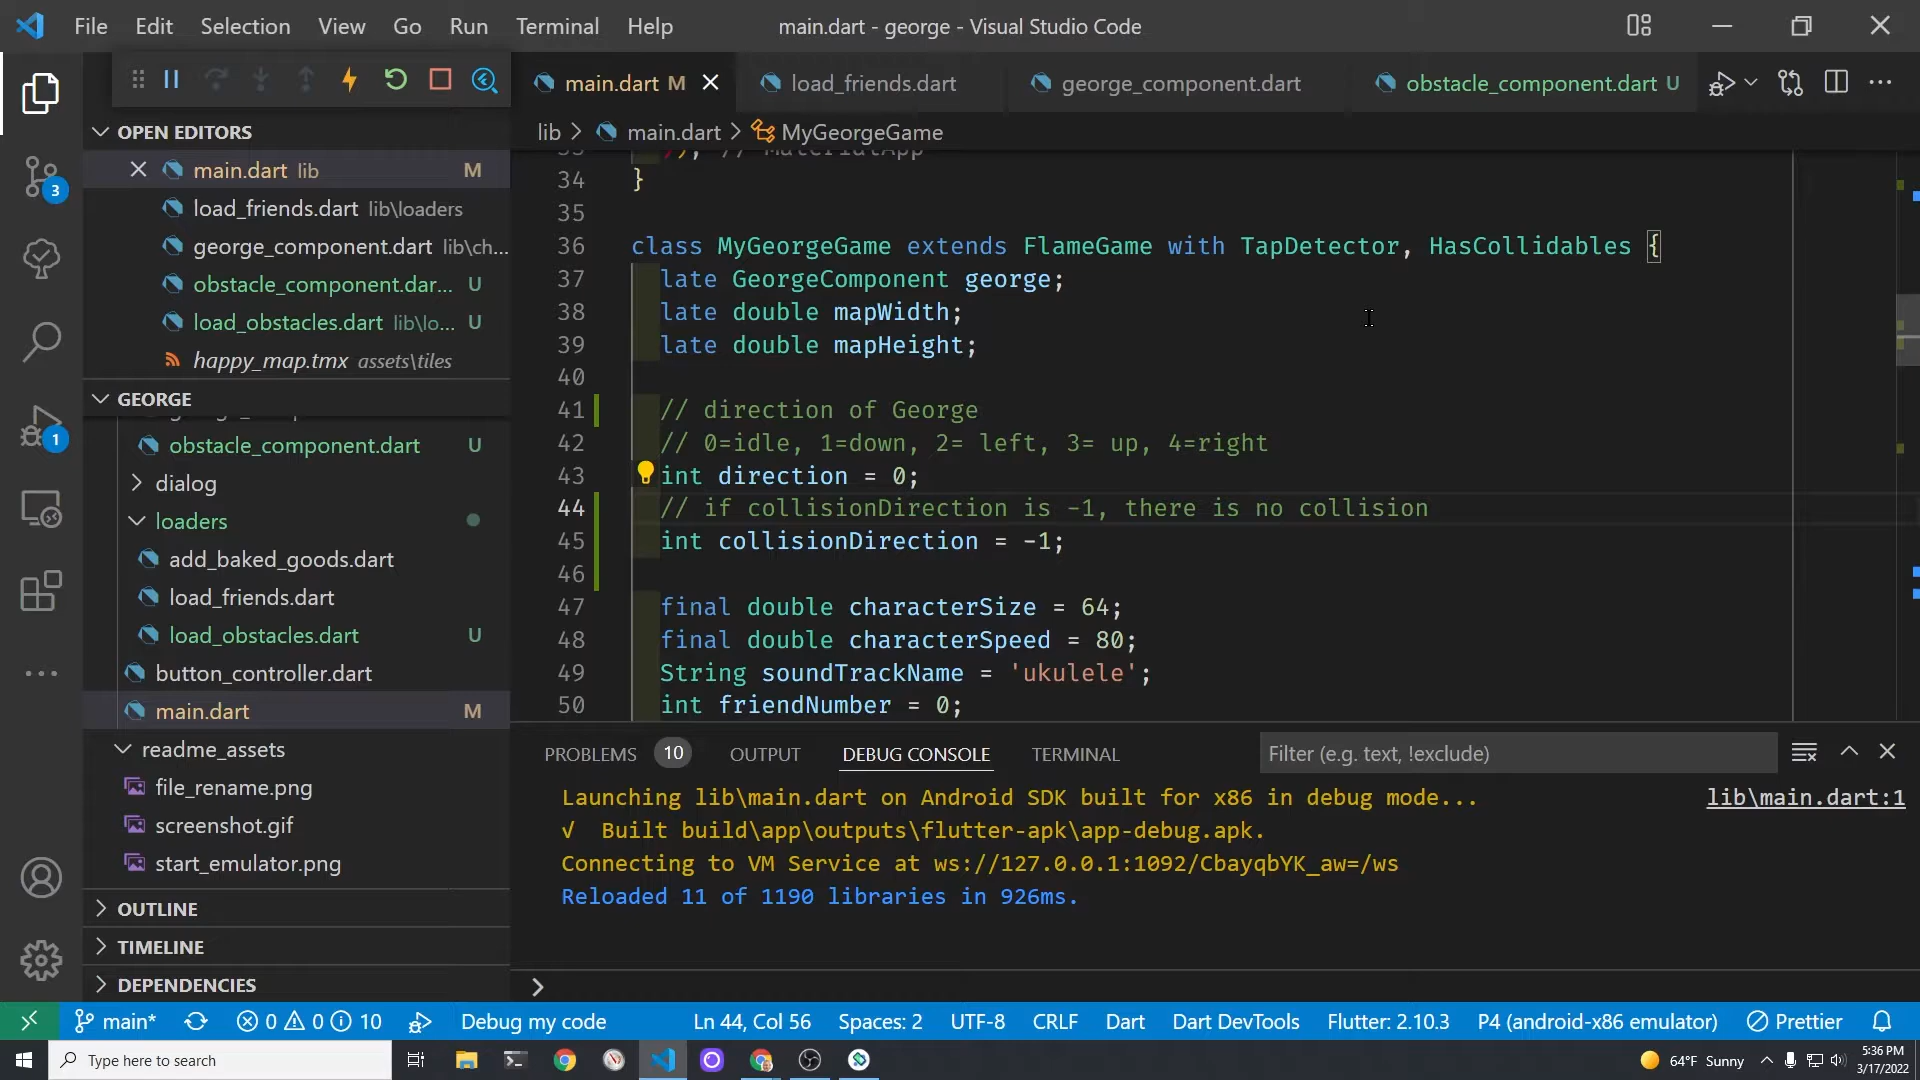 File Edit Selection View Go Run Terminal Help
main.dart - george - Visual Studio Code
main.dart M
load_friends.dart
george_component.dart
obstacle_component.dart U
lib > main.dart > MyGeorgeGame
OPEN EDITORS
main.dart lib M
load_friends.dart lib\loaders
george_component.dart lib\ch...
obstacle_component.dar... U
load_obstacles.dart lib\lo... U
happy_map.tmx assets\tiles
GEORGE
obstacle_component.dart U
dialog
loaders
add_baked_goods.dart
load_friends.dart
load_obstacles.dart U
button_controller.dart
main.dart M
readme_assets
file_rename.png
screenshot.gif
start_emulator.png
OUTLINE
TIMELINE
DEPENDENCIES
3
1
34 }
35
36 class MyGeorgeGame extends FlameGame with TapDetector, HasCollidables {
37 late GeorgeComponent george;
38 late double mapWidth;
39 late double mapHeight;
40
41 // direction of George
42 // 0=idle, 1=down, 2= left, 3= up, 4=right
43 int direction = 0;
44 // if collisionDirection is -1, there is no collision
45 int collisionDirection = -1;
46
47 final double characterSize = 64;
48 final double characterSpeed = 80;
49 String soundTrackName = 'ukulele';
50 int friendNumber = 0;
PROBLEMS 10 OUTPUT DEBUG CONSOLE TERMINAL
Filter (e.g. text, !exclude)
Launching lib\main.dart on Android SDK built for x86 in debug mode... lib\main.dart:1
√ Built build\app\outputs\flutter-apk\app-debug.apk.
Connecting to VM Service at ws://127.0.0.1:1092/CbayqbYK_aw=/ws
Reloaded 11 of 1190 libraries in 926ms.
main* 0 0 10 Debug my code Ln 44, Col 56 Spaces: 2 UTF-8 CRLF Dart Dart DevTools Flutter: 2.10.3 P4 (android-x86 emulator) Prettier
Type here to search
64°F Sunny
5:36 PM
3/17/2022